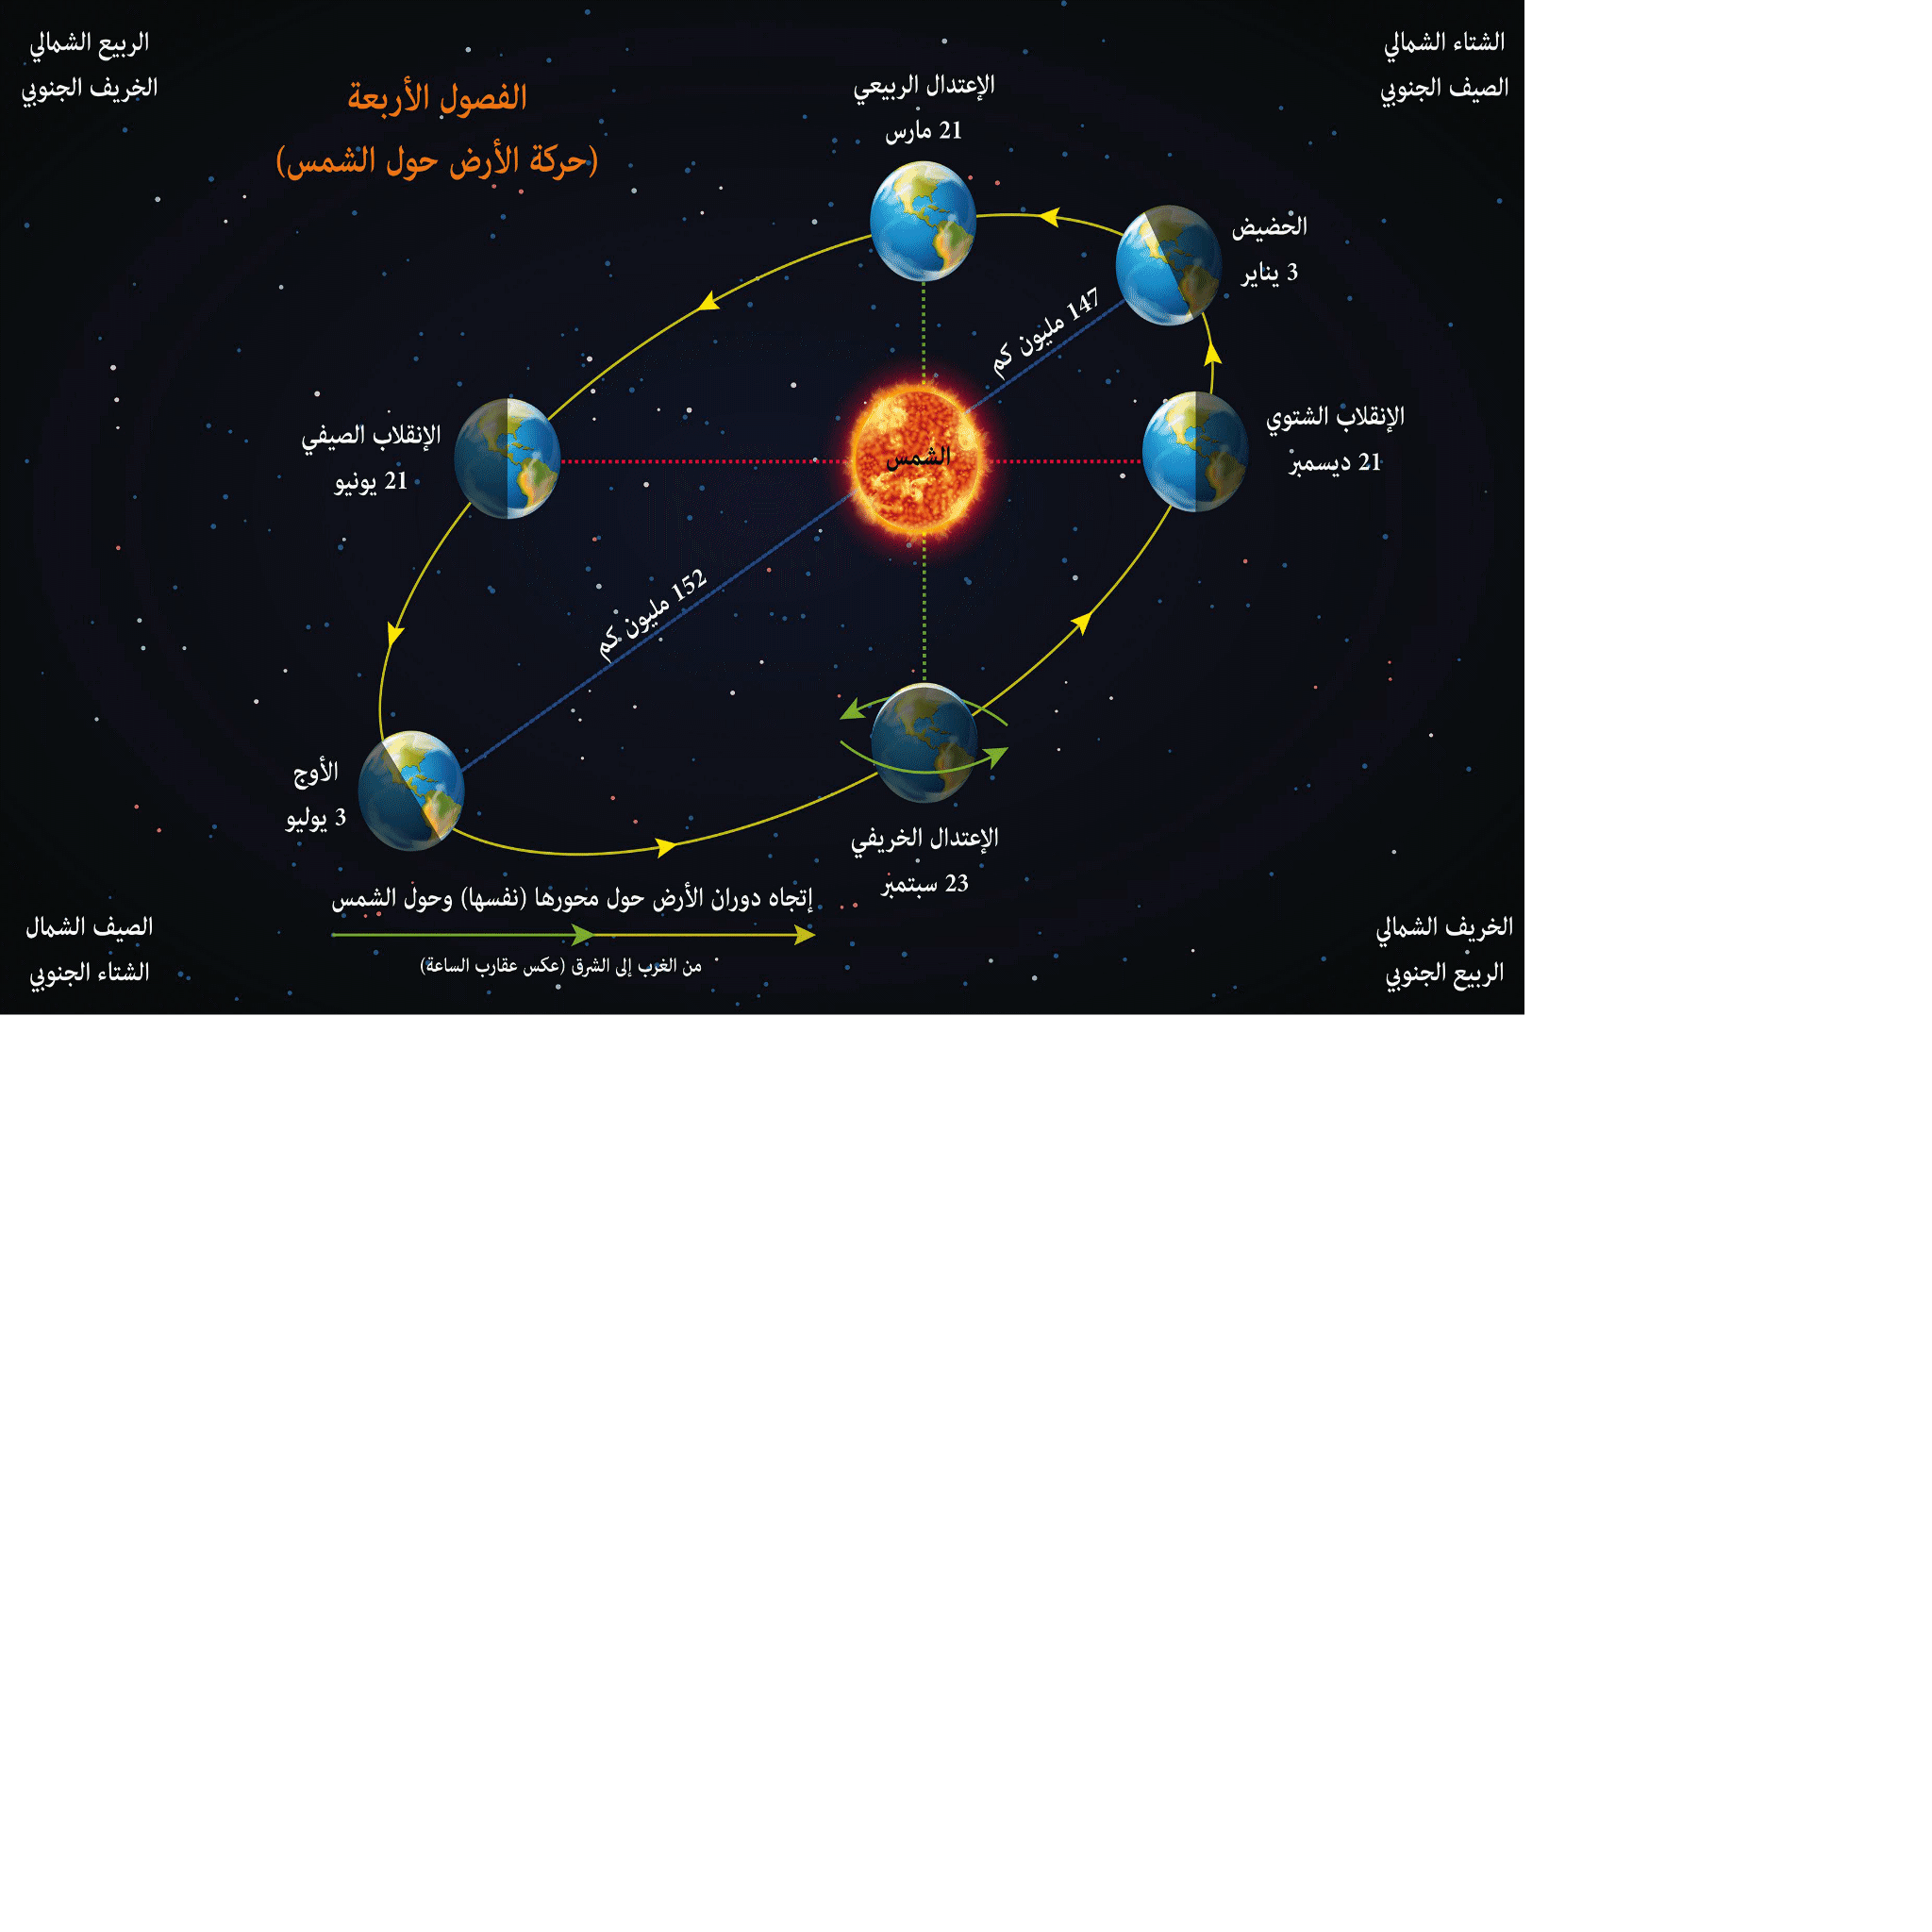 الشتاء الشمالي
الصيف الجنوبي
الربيع الشمالي
الخريف الجنوبي
الفصول الأربعة
(حركة الأرض حول الشمس)
الإعتدال الربيعي
21 مارس
الحضيض
3 يناير
147 مليون كم
الإنقلاب الشتوي
21 ديسمبر
الشمس
الإنقلاب الصيفي
21 يونيو
152 مليون كم
الأوج
3 يوليو
الإعتدال الخريفي
23 سبتمبر
إتجاه دوران الأرض حول محورها (نفسها) وحول الشمس
من الغرب إلى الشرق (عكس عقارب الساعة)
الخريف الشمالي
الربيع الجنوبي
الصيف الشمال
الشتاء الجنوبي